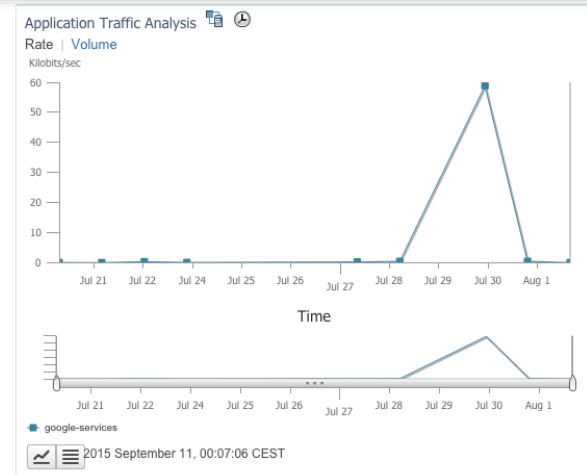 Application Traffic Analysis
Rate | Volume
Kilobits/sec
60
50
40
30
20
10
0
Jul 21 Jul 22 Jul 24 Jul 25 Jul 26 Jul 27 Jul 28 Jul 29 Jul 30 Aug 1
Time
Jul 21 Jul 22 Jul 24 Jul 25 Jul 26 Jul 27 Jul 28 Jul 29 Jul 30 Aug 1
google-services
2015 September 11, 00:07:06 CEST